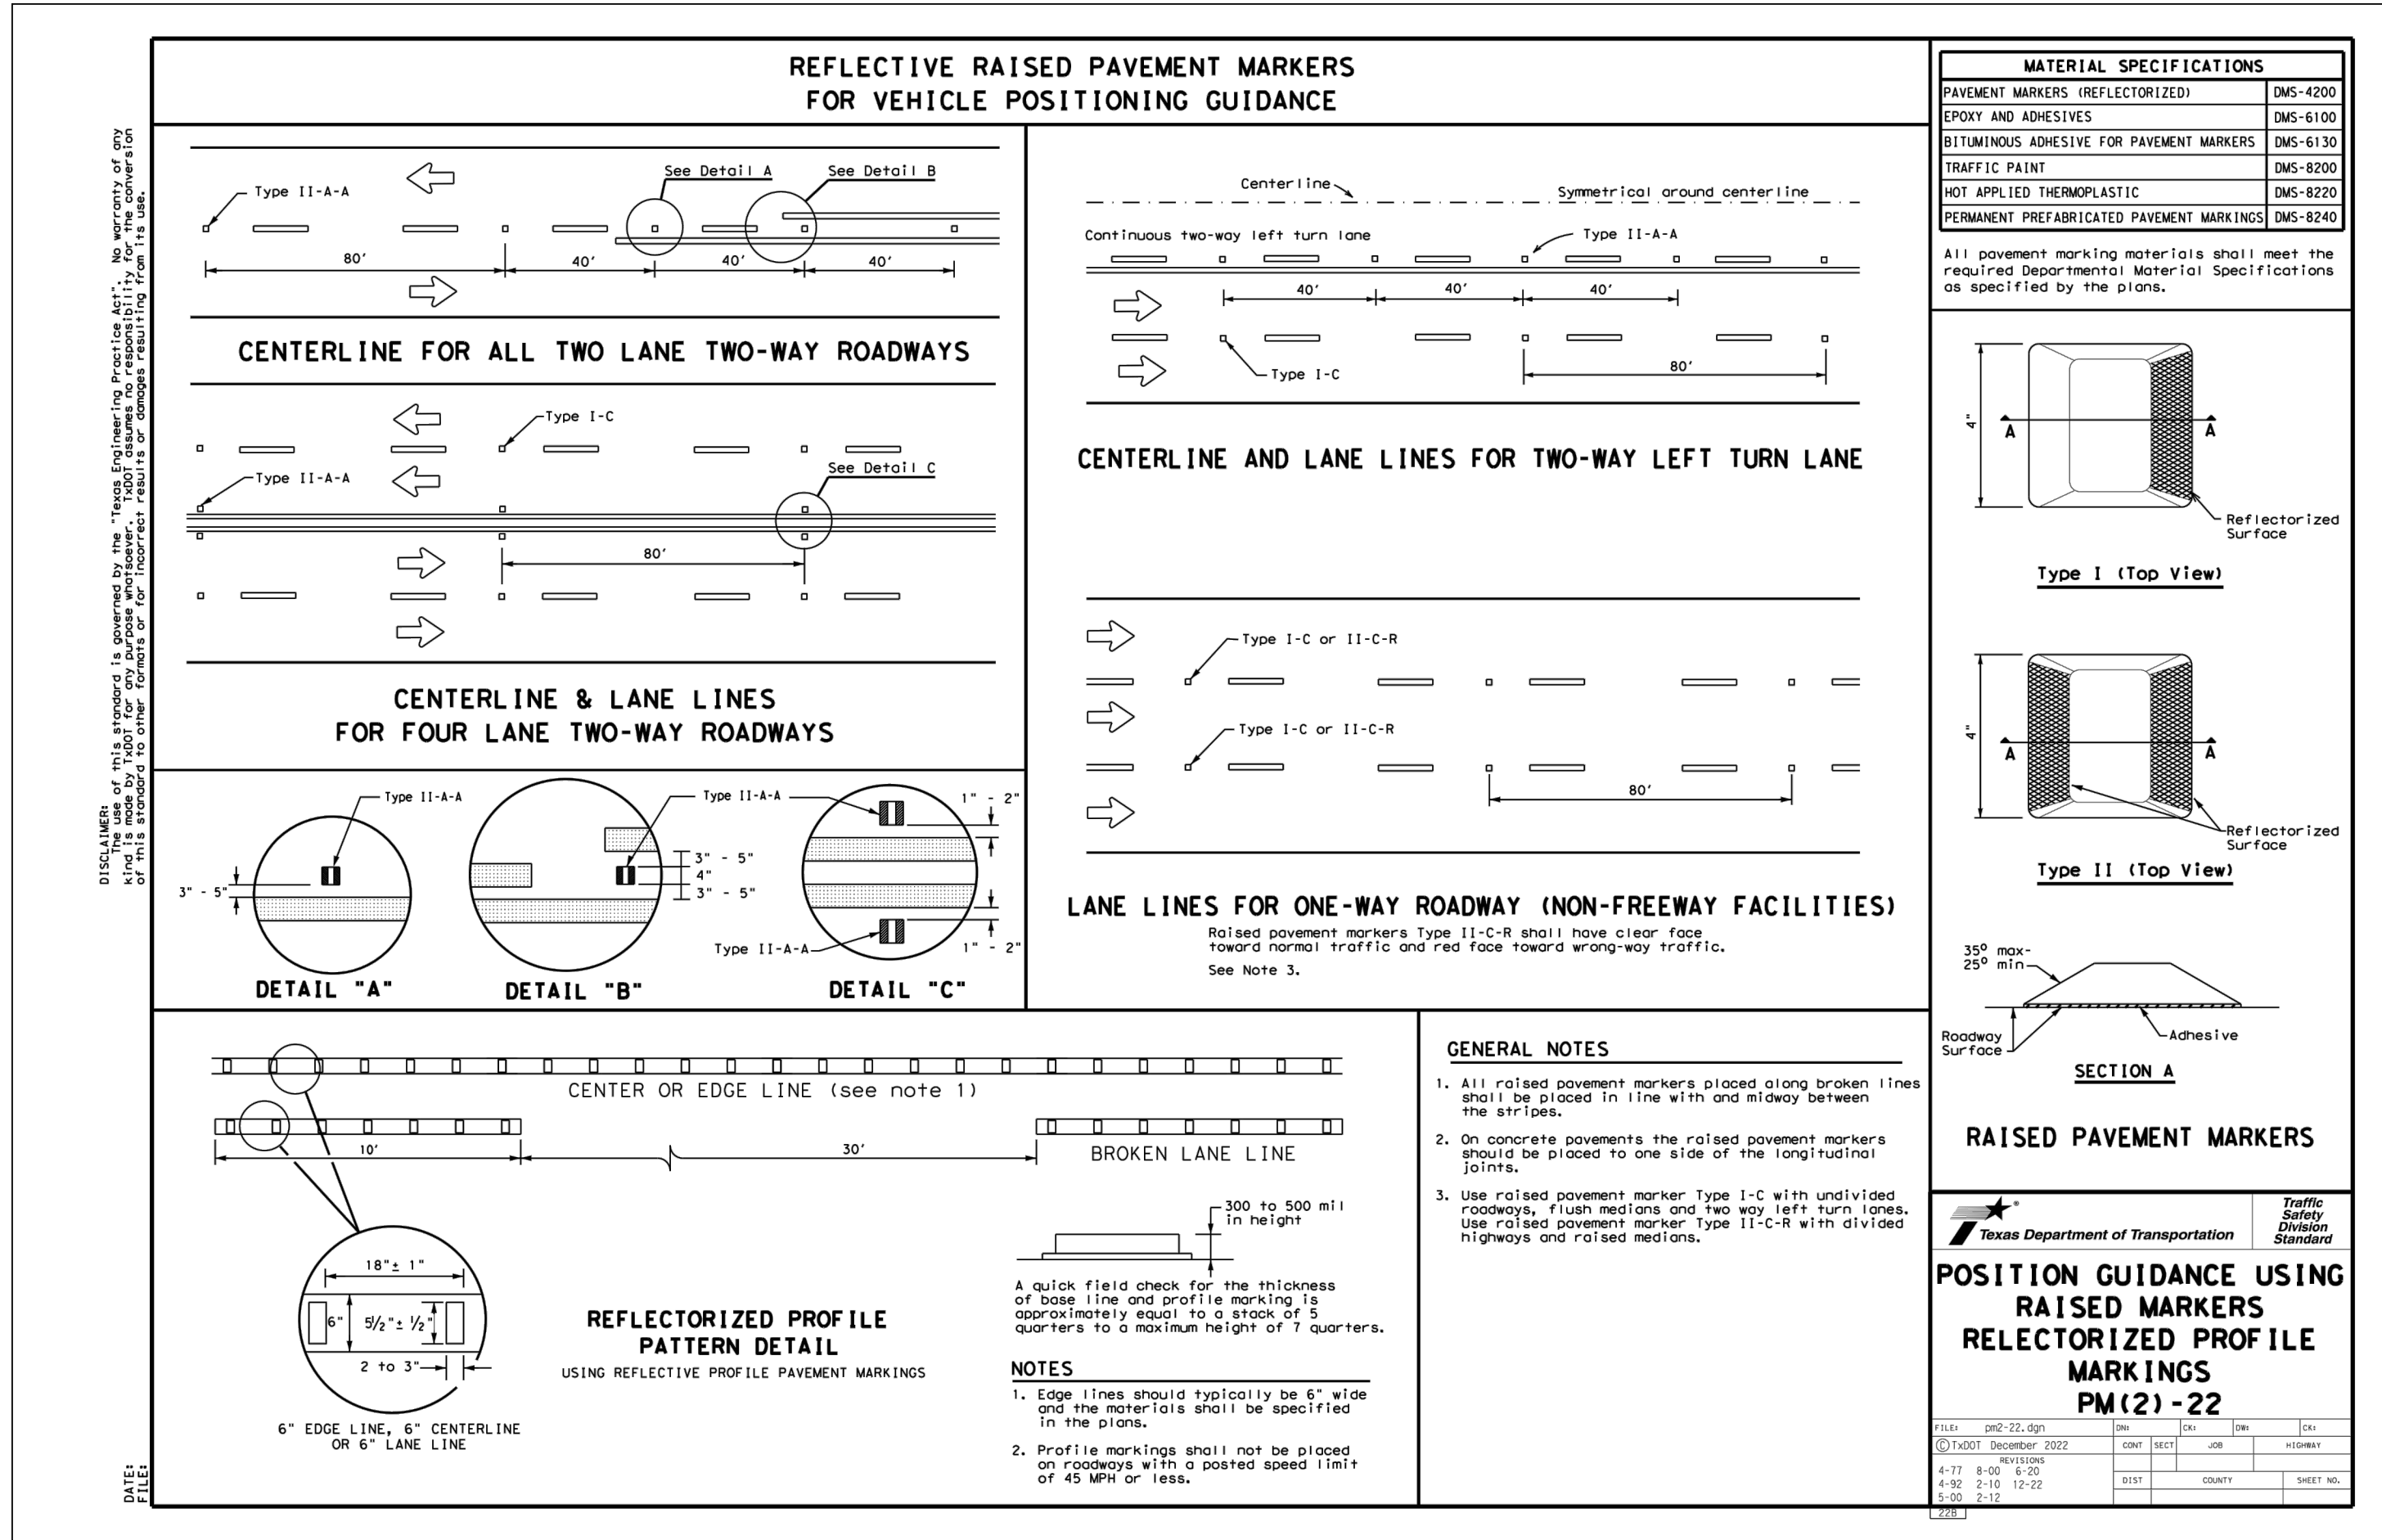 REFLECTIVE RAISED PAVEMENT MARKERS
FOR VEHICLE POSITIONING GUIDANCE
DISCLAIMER:
The use of this standard is governed by the "Texas Engineering Practice Act". No warranty of any
kind is made by TxDOT for any purpose whatsoever. TxDOT assumes no responsibility for the conversion
of this standard to other formats or for incorrect results or damages resulting from its use.
DATE:
FILE:
Type II-A-A
See Detail A
See Detail B
80'
40'
40'
40'
CENTERLINE FOR ALL TWO LANE TWO-WAY ROADWAYS
Type I-C
Type II-A-A
See Detail C
80'
CENTERLINE & LANE LINES
FOR FOUR LANE TWO-WAY ROADWAYS
Type II-A-A
3" - 5"
DETAIL "A"
Type II-A-A
3" - 5"
4"
3" - 5"
DETAIL "B"
1" - 2"
Type II-A-A
1" - 2"
DETAIL "C"
Centerline
Symmetrical around centerline
Continuous two-way left turn lane
Type II-A-A
40'
40'
40'
Type I-C
80'
CENTERLINE AND LANE LINES FOR TWO-WAY LEFT TURN LANE
Type I-C or II-C-R
Type I-C or II-C-R
80'
LANE LINES FOR ONE-WAY ROADWAY (NON-FREEWAY FACILITIES)
Raised pavement markers Type II-C-R shall have clear face
toward normal traffic and red face toward wrong-way traffic.
See Note 3.
CENTER OR EDGE LINE (see note 1)
10'
30'
BROKEN LANE LINE
18"± 1"
6"
5½"± ½"
2 to 3"
6" EDGE LINE, 6" CENTERLINE
OR 6" LANE LINE
REFLECTORIZED PROFILE
PATTERN DETAIL
USING REFLECTIVE PROFILE PAVEMENT MARKINGS
300 to 500 mil
in height
A quick field check for the thickness
of base line and profile marking is
approximately equal to a stack of 5
quarters to a maximum height of 7 quarters.
NOTES
1. Edge lines should typically be 6" wide
and the materials shall be specified
in the plans.
2. Profile markings shall not be placed
on roadways with a posted speed limit
of 45 MPH or less.
GENERAL NOTES
1. All raised pavement markers placed along broken lines
shall be placed in line with and midway between
the stripes.
2. On concrete pavements the raised pavement markers
should be placed to one side of the longitudinal
joints.
3. Use raised pavement marker Type I-C with undivided
roadways, flush medians and two way left turn lanes.
Use raised pavement marker Type II-C-R with divided
highways and raised medians.
MATERIAL SPECIFICATIONS
PAVEMENT MARKERS (REFLECTORIZED) DMS-4200
EPOXY AND ADHESIVES DMS-6100
BITUMINOUS ADHESIVE FOR PAVEMENT MARKERS DMS-6130
TRAFFIC PAINT DMS-8200
HOT APPLIED THERMOPLASTIC DMS-8220
PERMANENT PREFABRICATED PAVEMENT MARKINGS DMS-8240
All pavement marking materials shall meet the
required Departmental Material Specifications
as specified by the plans.
4"
A A
Reflectorized
Surface
Type I (Top View)
4"
A A
Reflectorized
Surface
Type II (Top View)
35° max-
25° min
Roadway
Surface
Adhesive
SECTION A
RAISED PAVEMENT MARKERS
® Texas Department of Transportation
Traffic
Safety
Division
Standard
POSITION GUIDANCE USING
RAISED MARKERS
RELECTORIZED PROFILE
MARKINGS
PM(2)-22
FILE: pm2-22.dgn DN: CK: DW: CK:
© TxDOT December 2022 CONT SECT JOB HIGHWAY
REVISIONS
4-77 8-00 6-20
4-92 2-10 12-22
5-00 2-12
DIST COUNTY SHEET NO.
22B